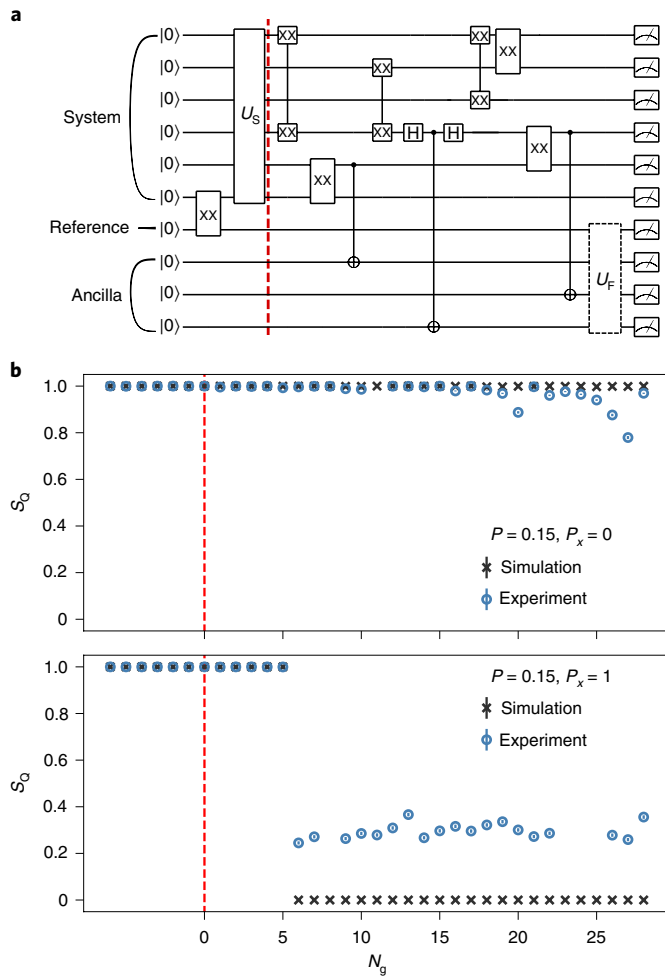 a
|0⟩ XX XX XX
|0⟩ XX
|0⟩ XX
System
U_S
|0⟩ XX XX H H
|0⟩ XX XX
|0⟩ XX
Reference |0⟩
|0⟩
Ancilla |0⟩ U_F
|0⟩
b
1.0
0.8
0.6
0.4
0.2
0
S_Q
P = 0.15, P_x = 0
Simulation
Experiment
1.0
0.8
0.6
0.4
0.2
0
S_Q
P = 0.15, P_x = 1
Simulation
Experiment
0 5 10 15 20 25
N_g